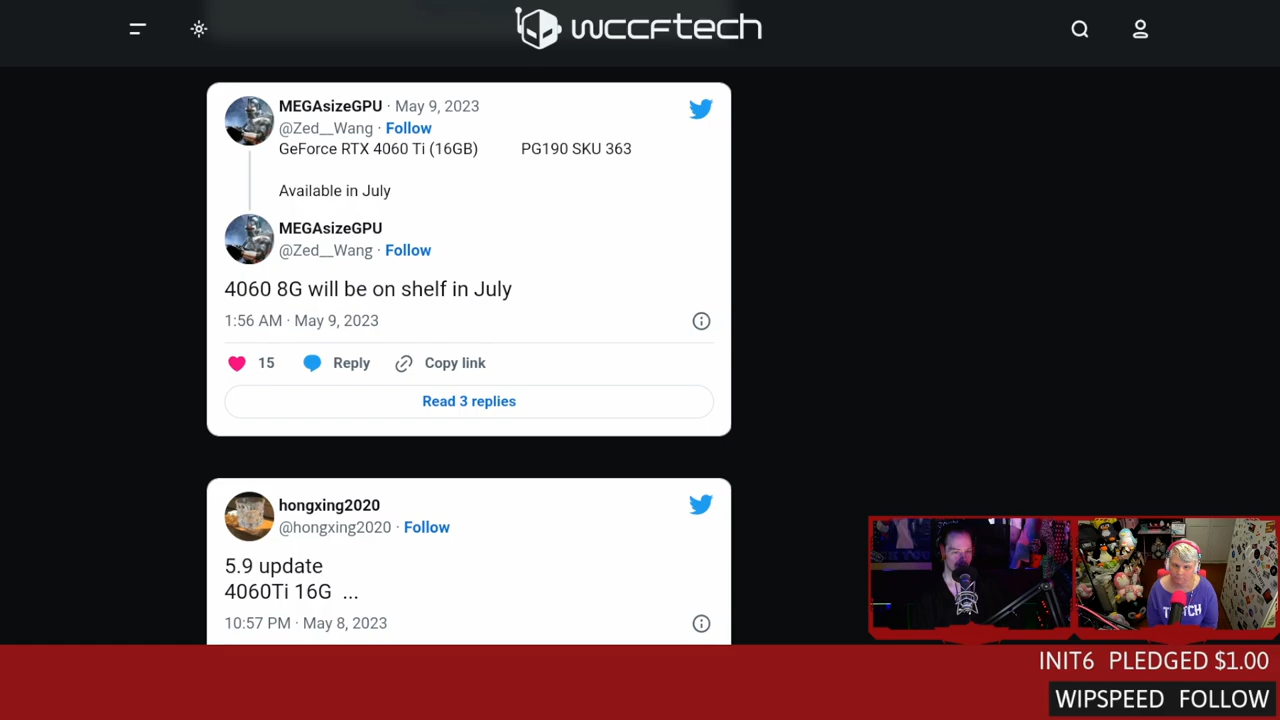 wccftech
MEGAsizeGPU · May 9, 2023
@Zed__Wang · Follow
GeForce RTX 4060 Ti (16GB) PG190 SKU 363
Available in July
MEGAsizeGPU
@Zed__Wang · Follow
4060 8G will be on shelf in July
1:56 AM · May 9, 2023
15 Reply Copy link
Read 3 replies
hongxing2020
@hongxing2020 · Follow
5.9 update
4060Ti 16G ...
10:57 PM · May 8, 2023
TWITCH
INIT6 PLEDGED $1.00
WIPSPEED FOLLOW